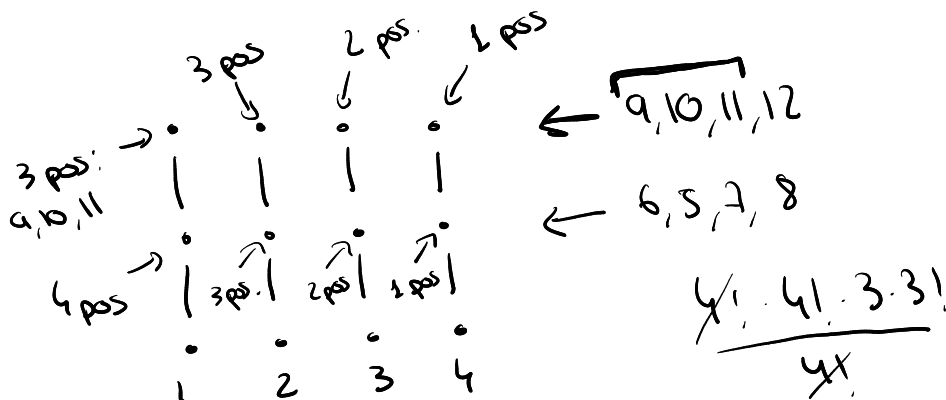 3 pos
2 pos.
1 pos
9, 10, 11, 12
3 pos:
9, 10, 11
6, 5, 7, 8
4 pos
3 pos.
2 pos
1 pos
4! · 4! · 3 · 3!
4!
1 2 3 4